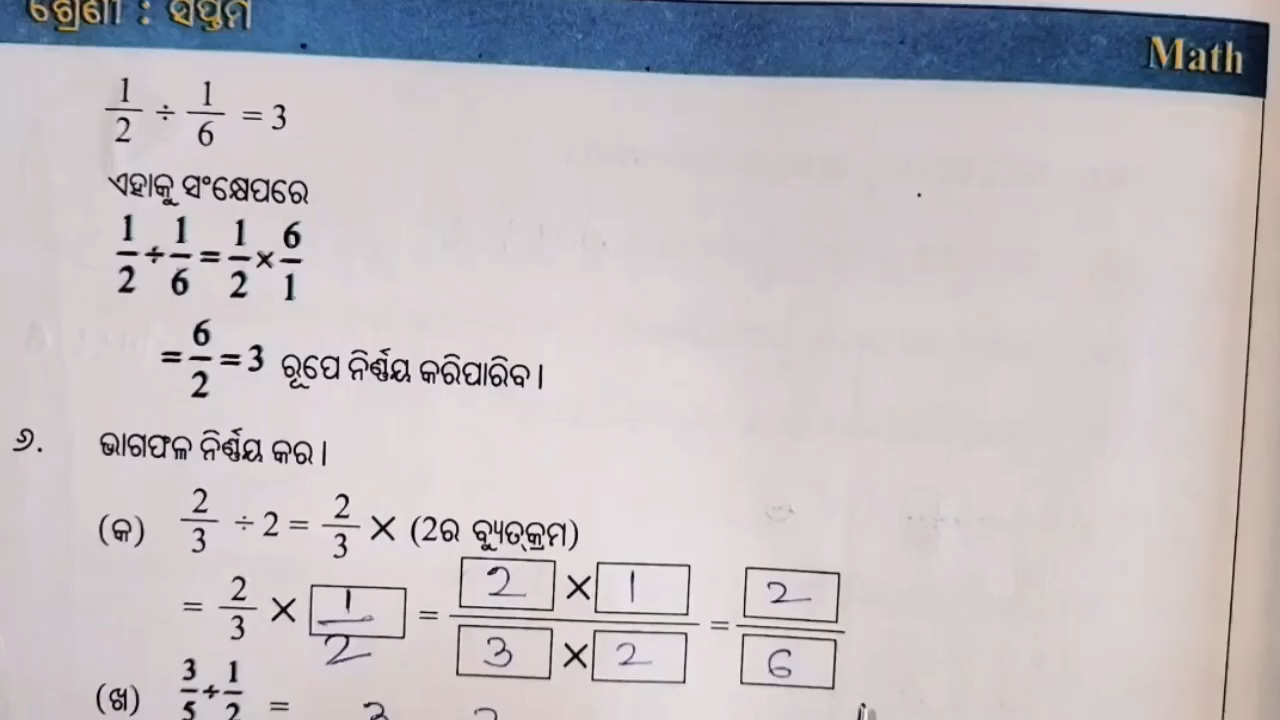 ଶ୍ରେଣୀ : ସପ୍ତମ
Math
1/2 ÷ 1/6 = 3
ଏହାକୁ ସଂକ୍ଷେପରେ
1/2 ÷ 1/6 = 1/2 × 6/1
= 6/2 = 3 ରୂପେ ନିର୍ଣ୍ଣୟ କରିପାରିବ।
୬. ଭାଗଫଳ ନିର୍ଣ୍ଣୟ କର।
(କ) 2/3 ÷ 2 = 2/3 × (2ର ବ୍ୟୁତ୍‌କ୍ରମ)
= 2/3 × 1/2 = 2 × 1 / 3 × 2 = 2/6
(ଖ) 3/5 ÷ 1/2 =